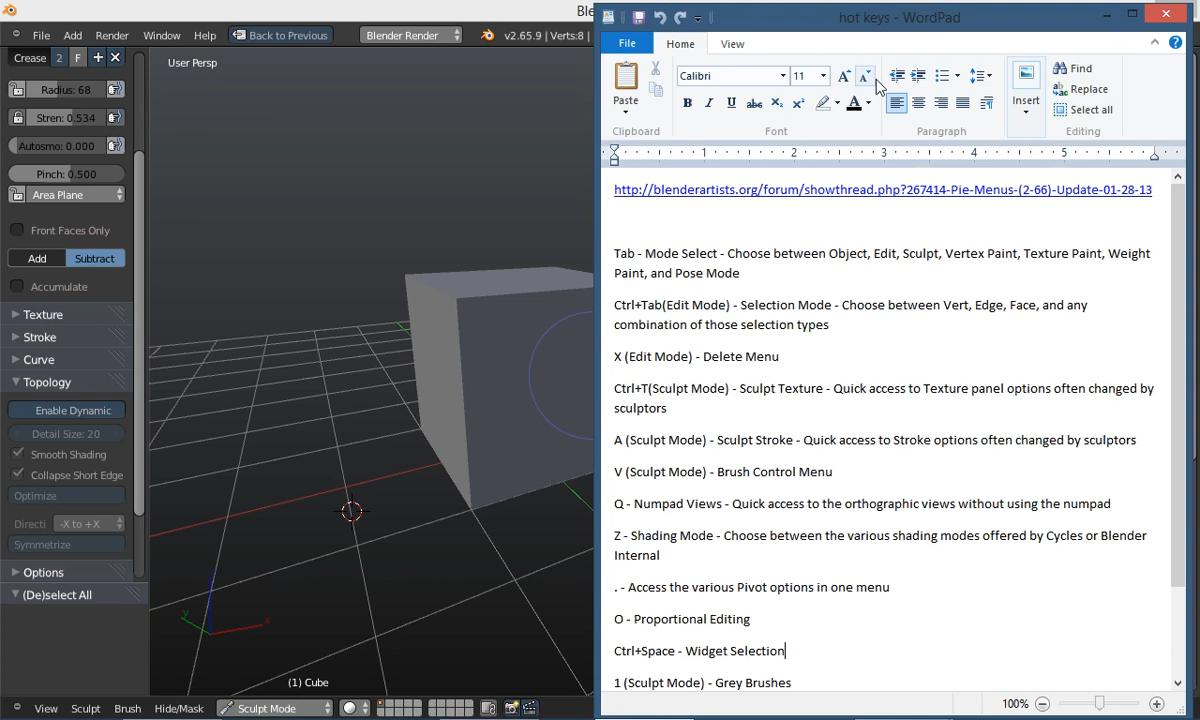 Ble
hot keys - WordPad
File Add Render Window Help Back to Previous Blender Render v2.65.9 | Verts:8 |
File Home View
Crease 2 F
Radius: 68
Stren: 0.534
Autosmo: 0.000
Pinch: 0.500
Area Plane
Front Faces Only
Add Subtract
Accumulate
Texture
Stroke
Curve
Topology
Enable Dynamic
Detail Size: 20
Smooth Shading
Collapse Short Edge
Optimize
Directi -X to +X
Symmetrize
Options
(De)select All
User Persp
y
x
(1) Cube
View Sculpt Brush Hide/Mask Sculpt Mode
Paste
Clipboard
Calibri 11
B I U abc X2 X2 A
Font
Paragraph
Insert
Find
Replace
Select all
Editing
1 2 3 4 5
http://blenderartists.org/forum/showthread.php?267414-Pie-Menus-(2-66)-Update-01-28-13
Tab - Mode Select - Choose between Object, Edit, Sculpt, Vertex Paint, Texture Paint, Weight
Paint, and Pose Mode
Ctrl+Tab(Edit Mode) - Selection Mode - Choose between Vert, Edge, Face, and any
combination of those selection types
X (Edit Mode) - Delete Menu
Ctrl+T(Sculpt Mode) - Sculpt Texture - Quick access to Texture panel options often changed by
sculptors
A (Sculpt Mode) - Sculpt Stroke - Quick access to Stroke options often changed by sculptors
V (Sculpt Mode) - Brush Control Menu
Q - Numpad Views - Quick access to the orthographic views without using the numpad
Z - Shading Mode - Choose between the various shading modes offered by Cycles or Blender
Internal
. - Access the various Pivot options in one menu
O - Proportional Editing
Ctrl+Space - Widget Selection
1 (Sculpt Mode) - Grey Brushes
100%